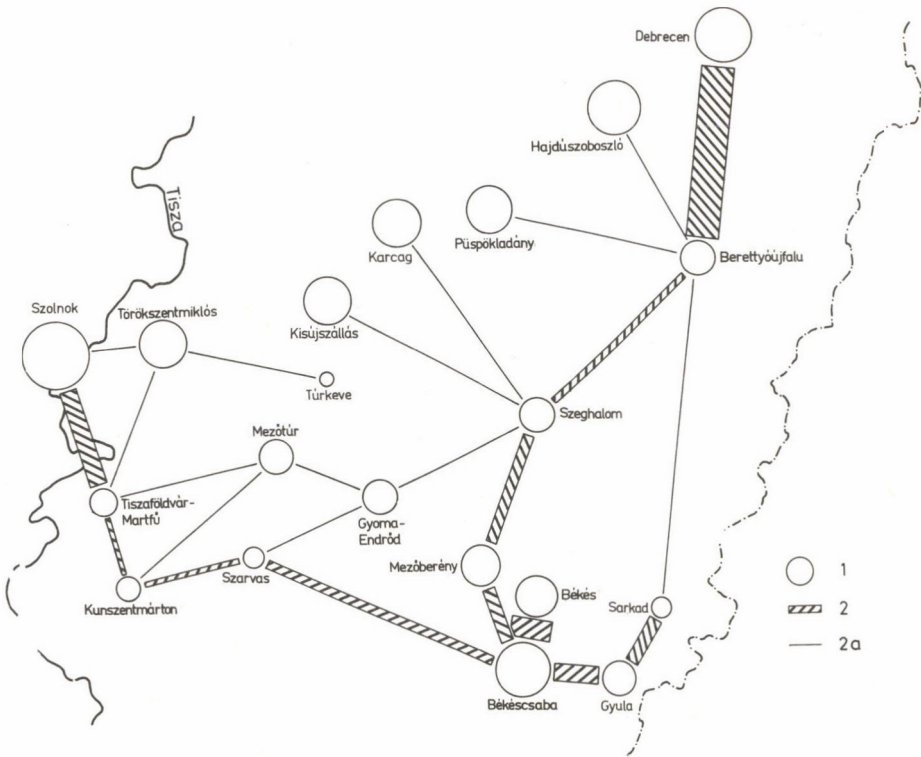 Debrecen
Hajdúszoboszló
Tisza
Püspökladány
Karcag
Berettyóújfalu
Szolnok
Törökszentmiklós
Kisújszállás
Túrkeve
Szeghalom
Mezőtúr
Tiszaföldvár-
Martfű
Gyoma-
Endrőd
Szarvas
Mezőberény
Békés
Sarkad
Kunszentmárton
Békéscsaba
Gyula
1
2
2a